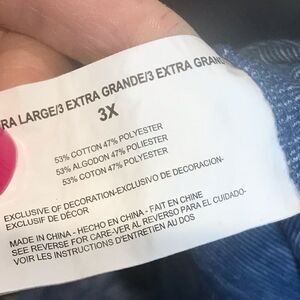 RA LARGE/3 EXTRA GRANDE/3 EXTRA GRAND
3X
53% COTTON 47% POLYESTER
53% ALGODON 47% POLIESTER
53% COTON 47% POLYESTER
EXCLUSIVE OF DECORATION-EXCLUSIVO DE DECORACION-
EXCLUSIF DE DÉCOR
MADE IN CHINA - HECHO EN CHINA - FAIT EN CHINE
SEE REVERSE FOR CARE-VER AL REVERSO PARA EL CUIDADO-
VOIR LES INSTRUCTIONS D'ENTRETIEN AU DOS